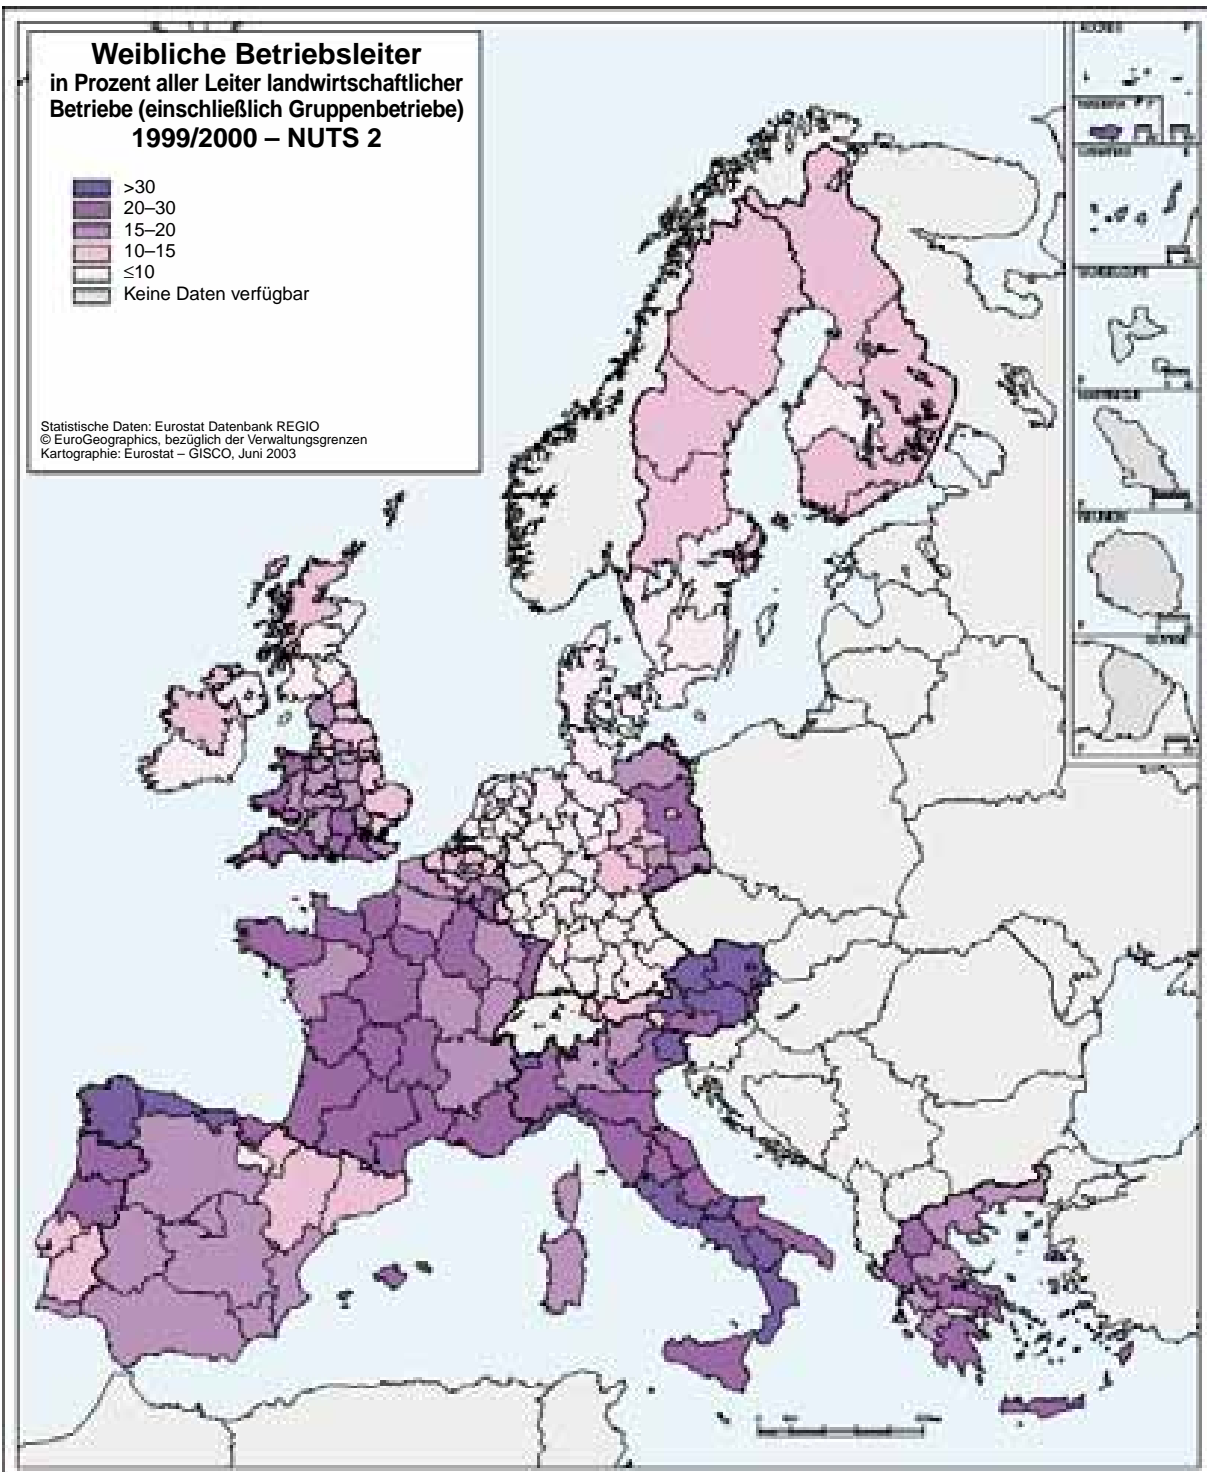 Weibliche Betriebsleiter
in Prozent aller Leiter landwirtschaftlicher
Betriebe (einschließlich Gruppenbetriebe)
1999/2000 – NUTS 2
>30
20–30
15–20
10–15
≤10
Keine Daten verfügbar
Statistische Daten: Eurostat Datenbank REGIO
© EuroGeographics, bezüglich der Verwaltungsgrenzen
Kartographie: Eurostat – GISCO, Juni 2003